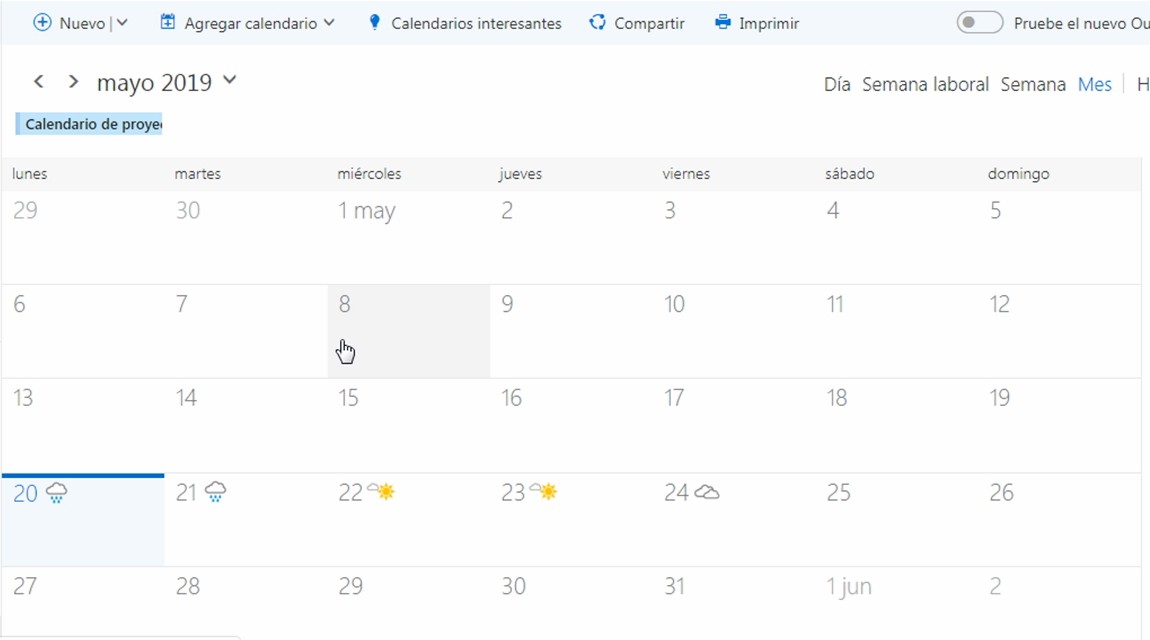 Nuevo | Agregar calendario Calendarios interesantes Compartir Imprimir Pruebe el nuevo
mayo 2019
Día Semana laboral Semana Mes
Calendario de
lunes martes miércoles jueves viernes sábado domingo
29 30 1 may 2 3 4 5
6 7 8 9 10 11 12
13 14 15 16 17 18 19
20 21 22 23 24 25 26
27 28 29 30 31 1 jun 2